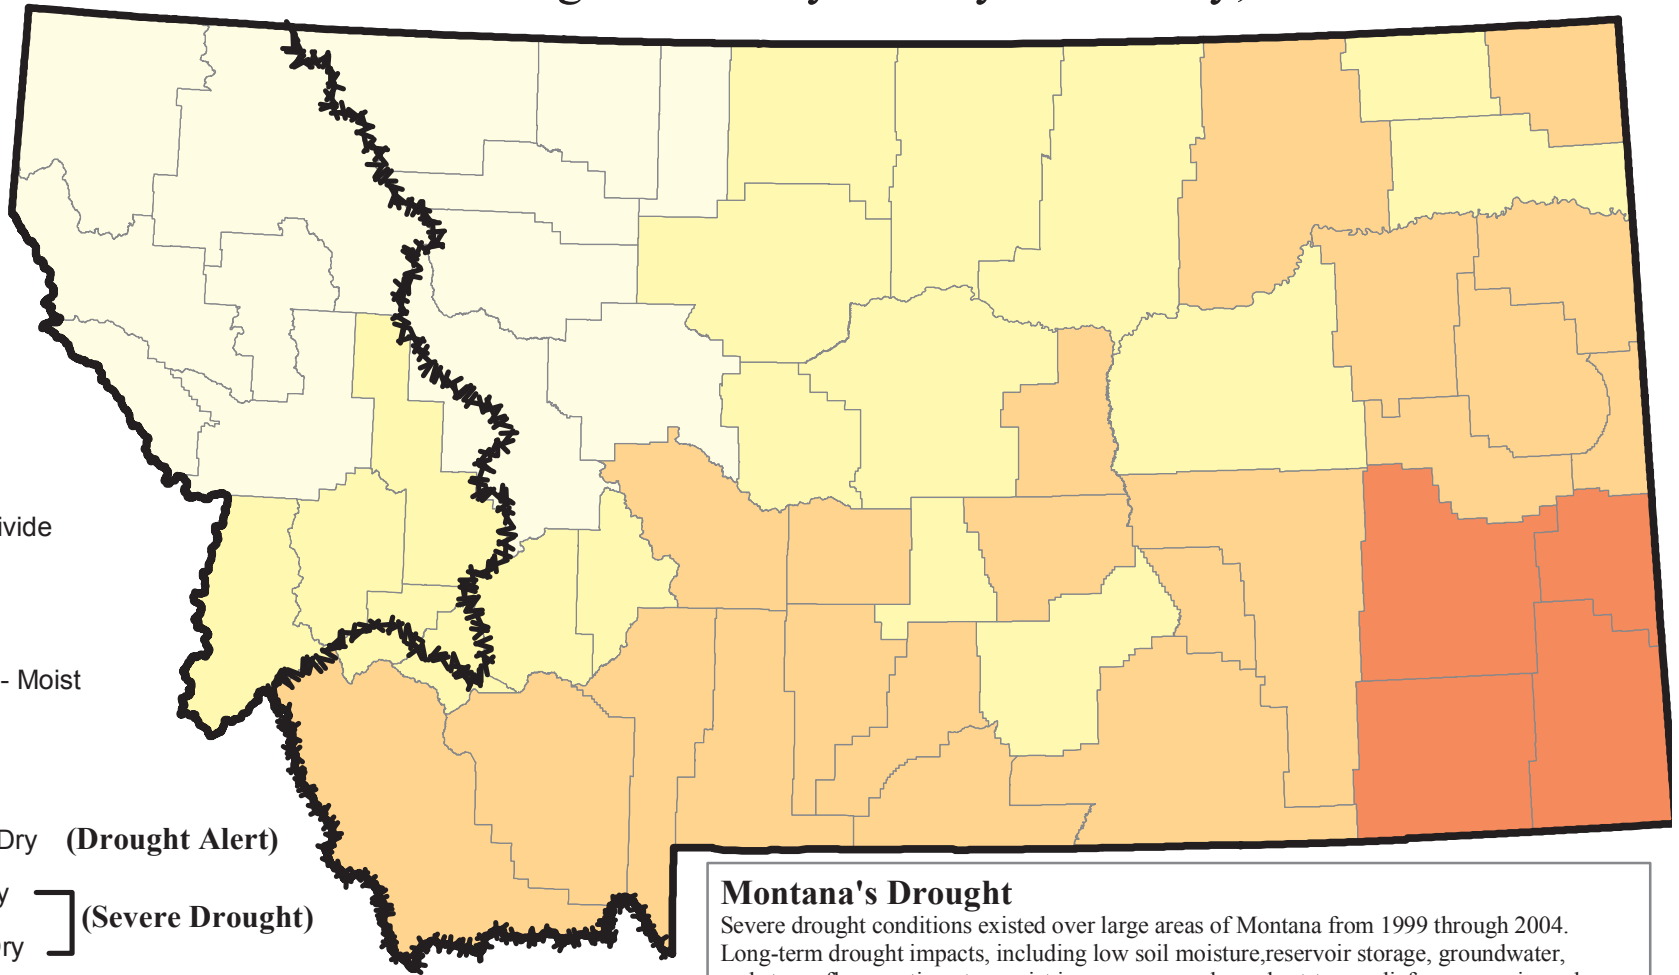 ivide
- Moist
Dry (Drought Alert)
y
(Severe Drought)
Dry
Montana's Drought
Severe drought conditions existed over large areas of Montana from 1999 through 2004.
Long-term drought impacts, including low soil moisture,reservoir storage, groundwater,